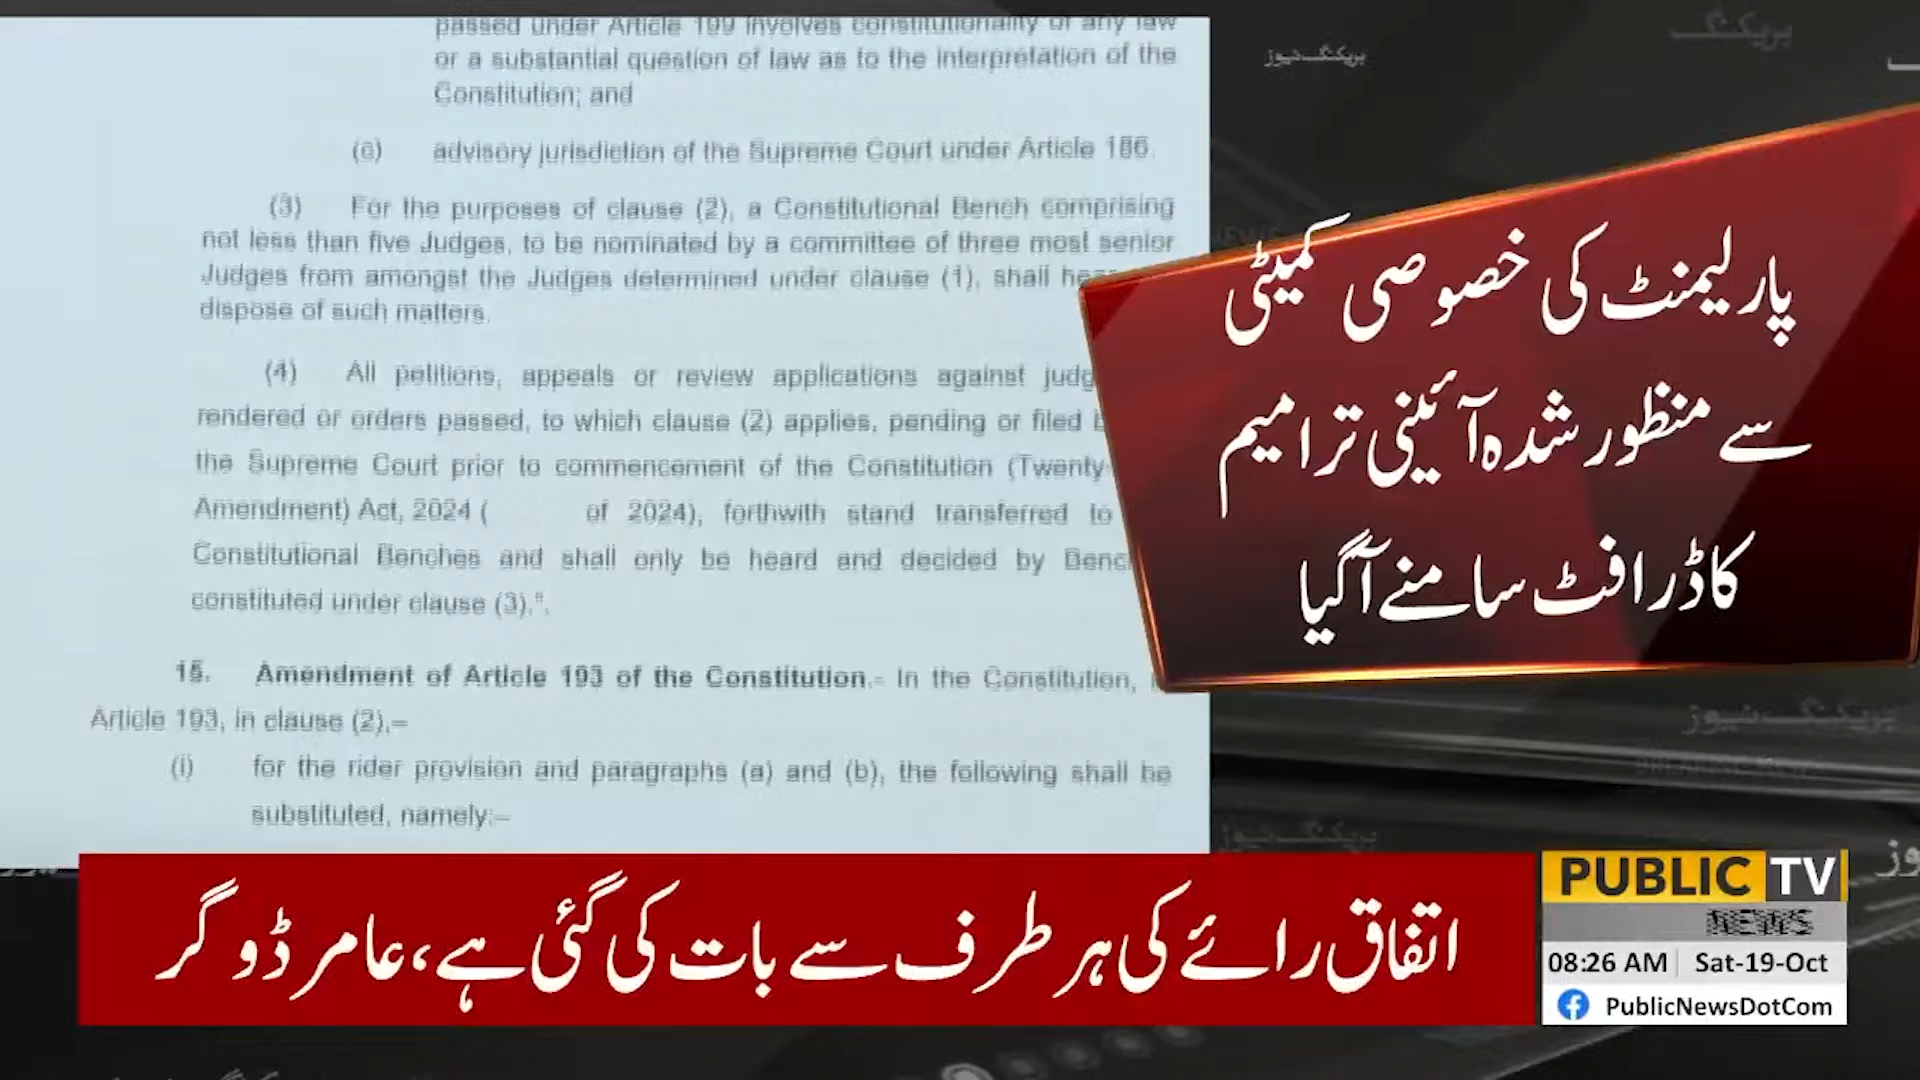 passed under Article 199 involves constitutionality of any law
or a substantial question of law as to the interpretation of the
Constitution; and
(c) advisory jurisdiction of the Supreme Court under Article 186.
(3) For the purposes of clause (2), a Constitutional Bench comprising
not less than five Judges, to be nominated by a committee of three most senior
Judges from amongst the Judges determined under clause (1), shall
dispose of such matters.
(4) All petitions, appeals or review applications against
rendered or orders passed, to which clause (2) applies, pending or filed
the Supreme Court prior to commencement of the Constitution (Twenty-
Amendment) Act, 2024 ( of 2024), forthwith stand transferred to
Constitutional Benches and shall only be heard and decided by
constituted under clause (3).".
15. Amendment of Article 193 of the Constitution.- In the Constitution,
Article 193, in clause (2),–
(i) for the rider provision and paragraphs (a) and (b), the following shall be
substituted, namely:–
پارلیمنٹ کی خصوصی کمیٹی
سے منظور شدہ آئینی ترامیم
کا ڈرافٹ سامنے آگیا
اتفاق رائے کی ہر طرف سے بات کی گئی ہے، عامر ڈوگر
PUBLIC TV
NEWS
08:26 AM Sat-19-Oct
PublicNewsDotCom
بریکنگ نیوز
بریکنگ
بریکنگ نیوز
بریکنگ نیوز